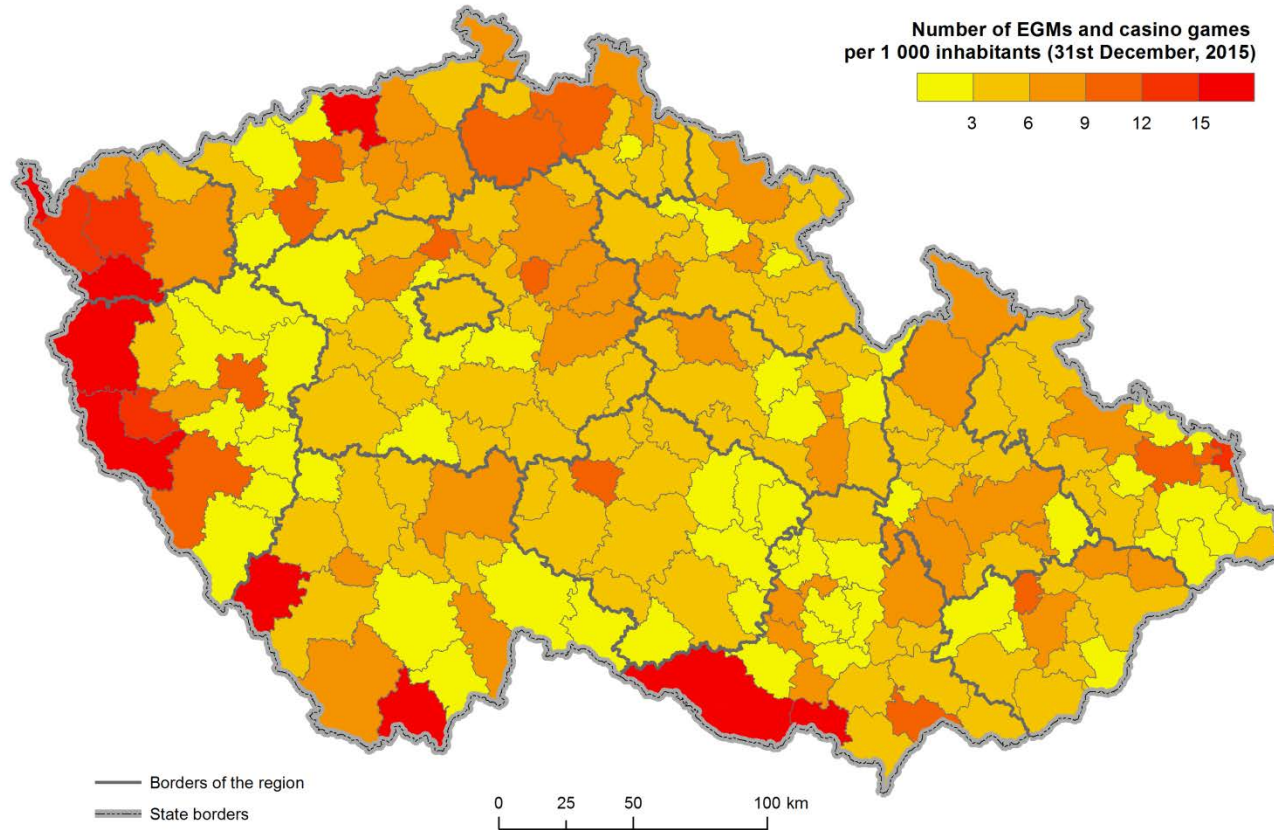 Number of EGMs and casino games
per 1 000 inhabitants (31st December, 2015)
3 6 9 12 15
Borders of the region
State borders
0 25 50 100 km